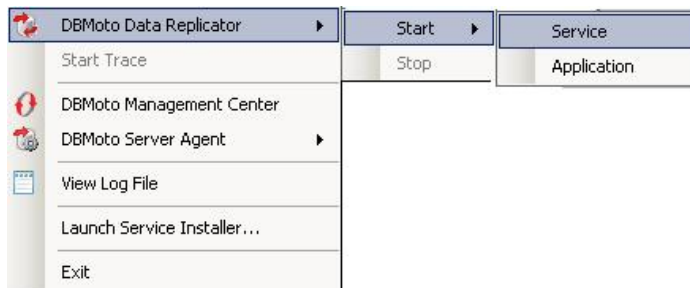 DBMoto Data Replicator
Start
Service
Start Trace
Stop
Application
DBMoto Management Center
DBMoto Server Agent
View Log File
Launch Service Installer...
Exit